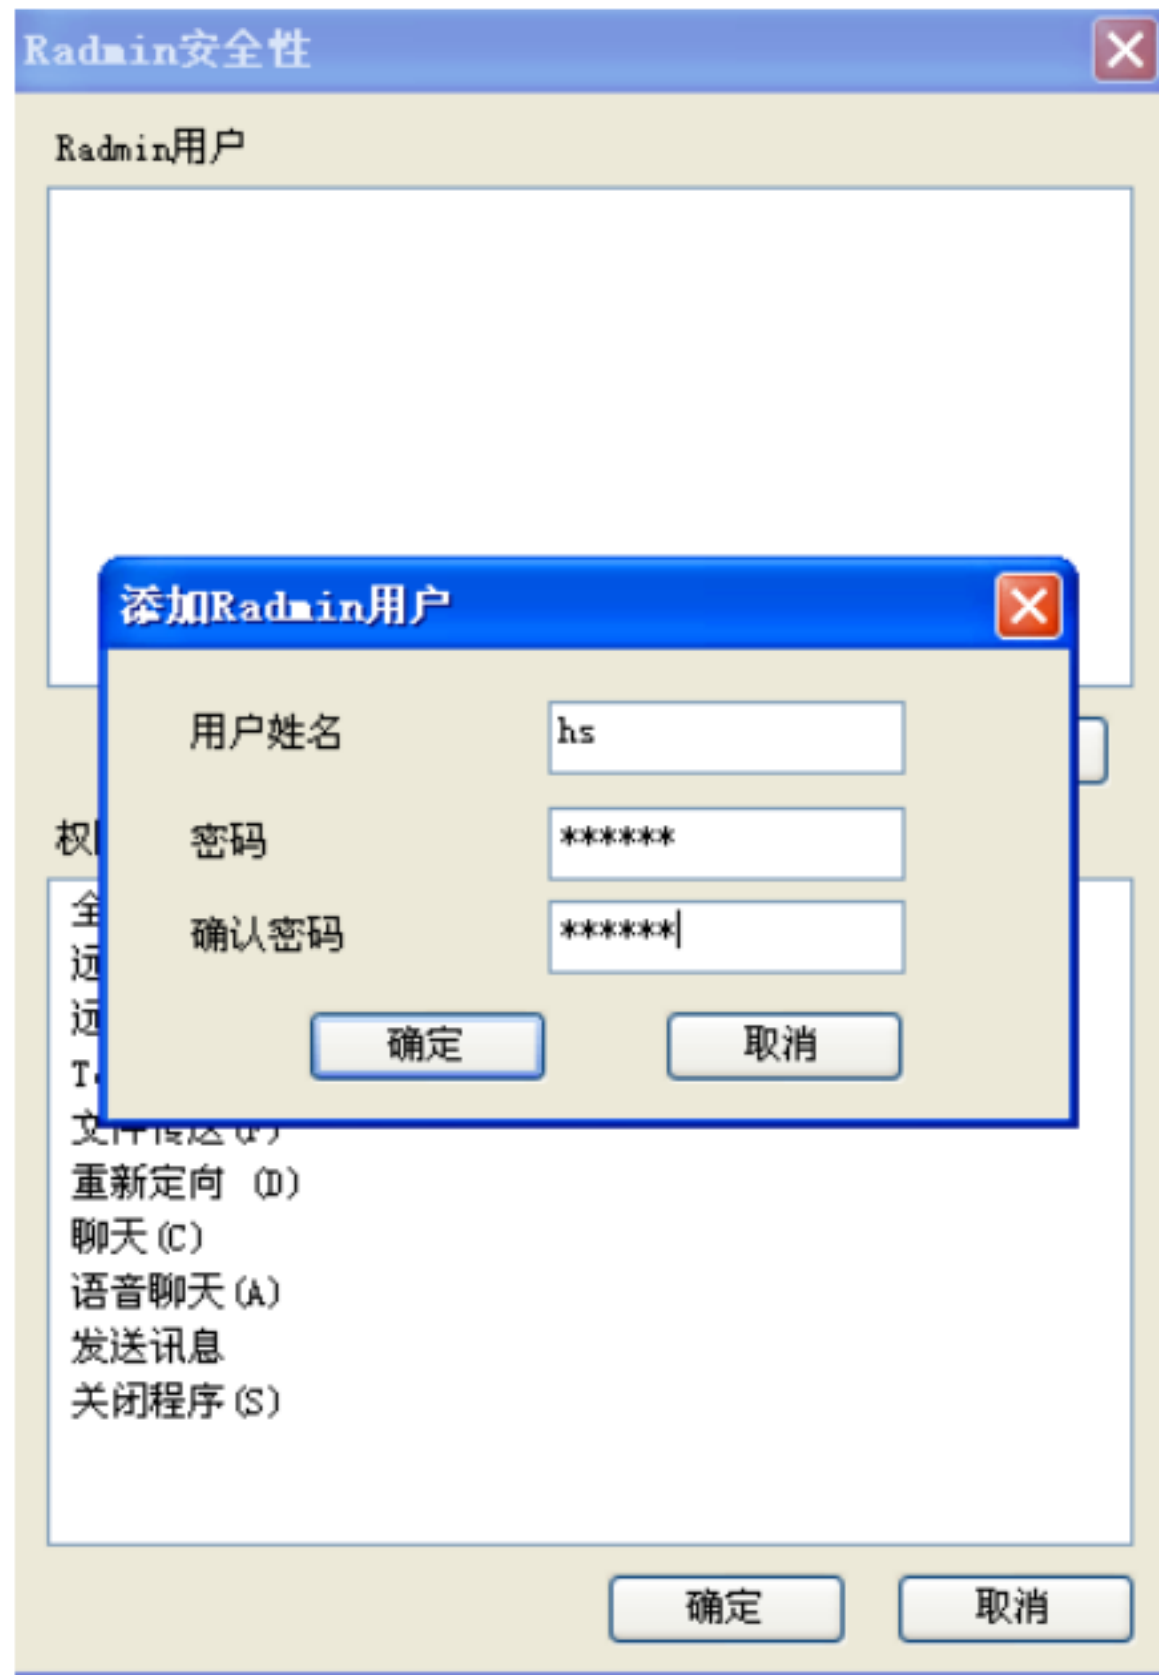 Radmin安全性
Radmin用户
添加Radmin用户
用户姓名
hs
密码
******
确认密码
******
确定
取消
重新定向 (D)
聊天(C)
语音聊天(A)
发送讯息
关闭程序(S)
确定
取消